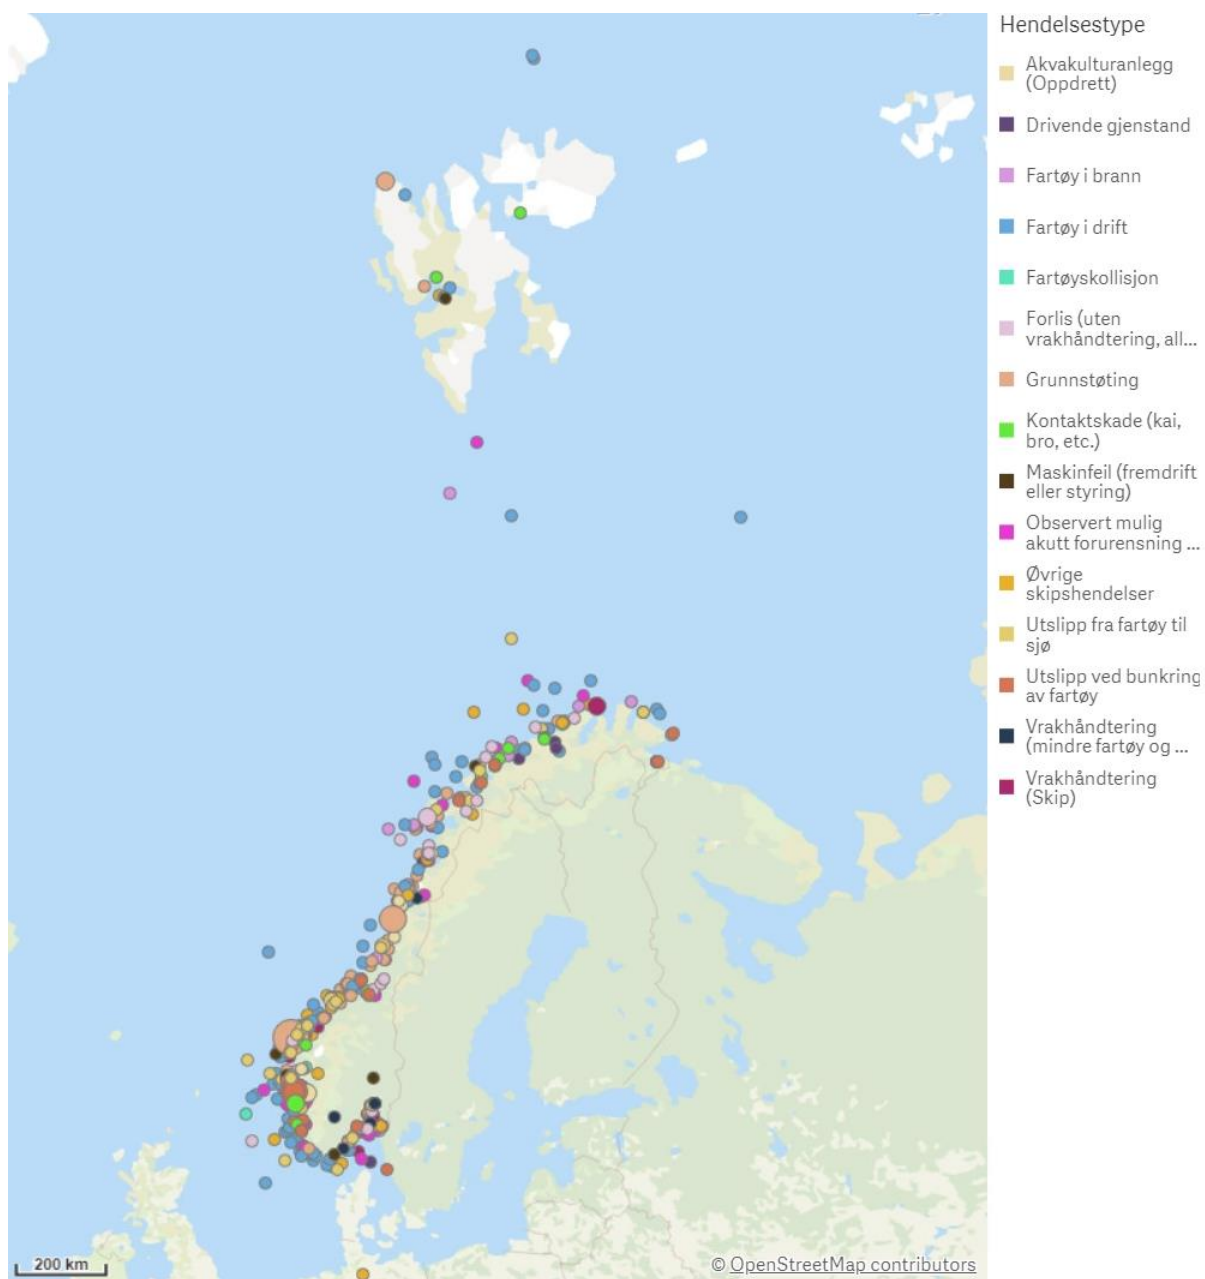 Hendelsestype
Akvakulturanlegg
(Oppdrett)
Drivende gjenstand
Fartøy i brann
Fartøy i drift
Fartøyskollisjon
Forlis (uten
vrakhåndtering, all...
Grunnstøting
Kontaktskade (kai,
bro, etc.)
Maskinfeil (fremdrift
eller styring)
Observert mulig
akutt forurensning ...
Øvrige
skipshendelser
Utslipp fra fartøy til
sjø
Utslipp ved bunkring
av fartøy
Vrakhåndtering
(mindre fartøy og ...
Vrakhåndtering
(Skip)
200 km
© OpenStreetMap contributors